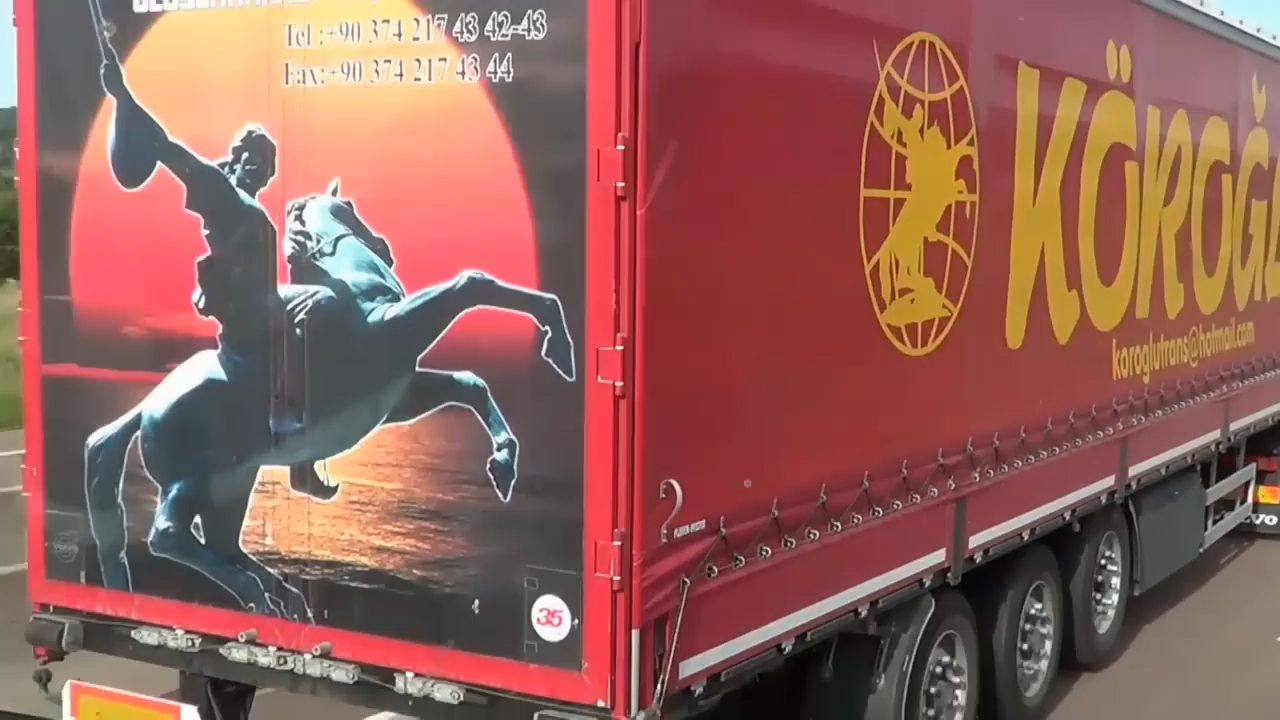 Tel :+90 374 217 43 42-43
Fax:+90 374 217 43 44
KÖROĞL
koroglutrans@hotmail.com
35